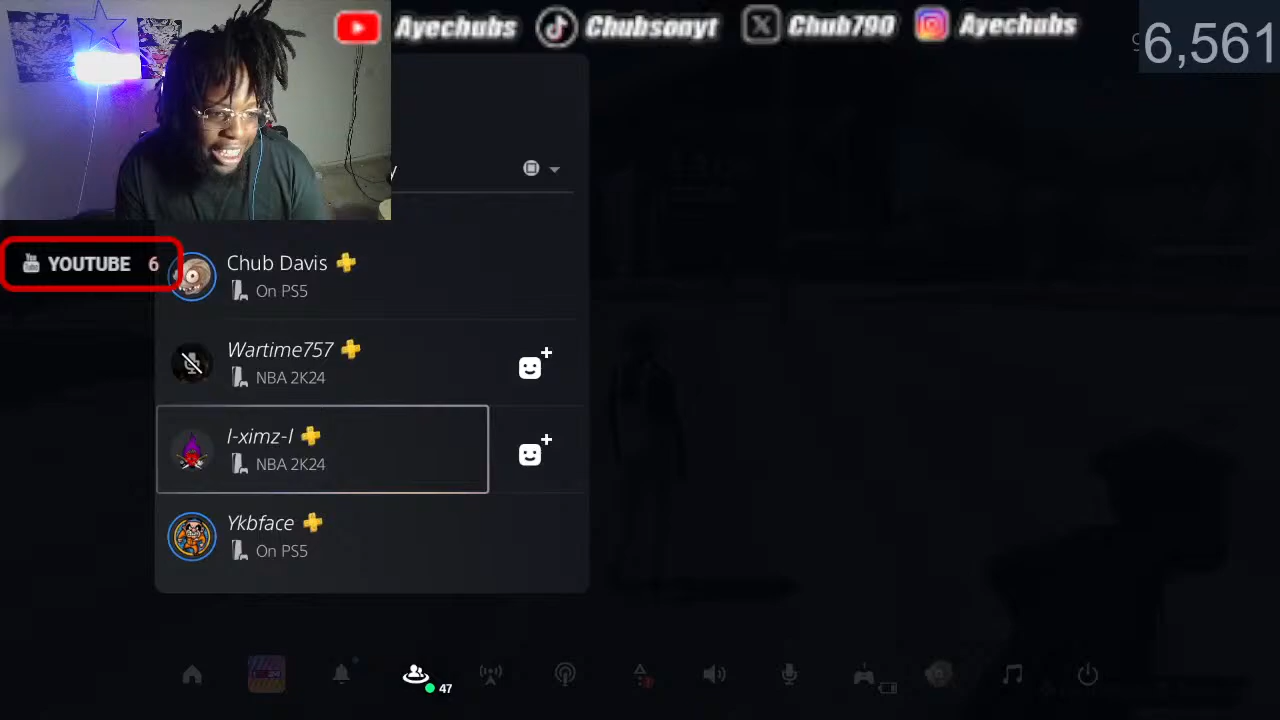 Ayechubs Chubsonyt Chub790 Ayechubs
6,561
y
YOUTUBE 6
Chub Davis
On PS5
Wartime757
NBA 2K24
l-ximz-l
NBA 2K24
Ykbface
On PS5
47